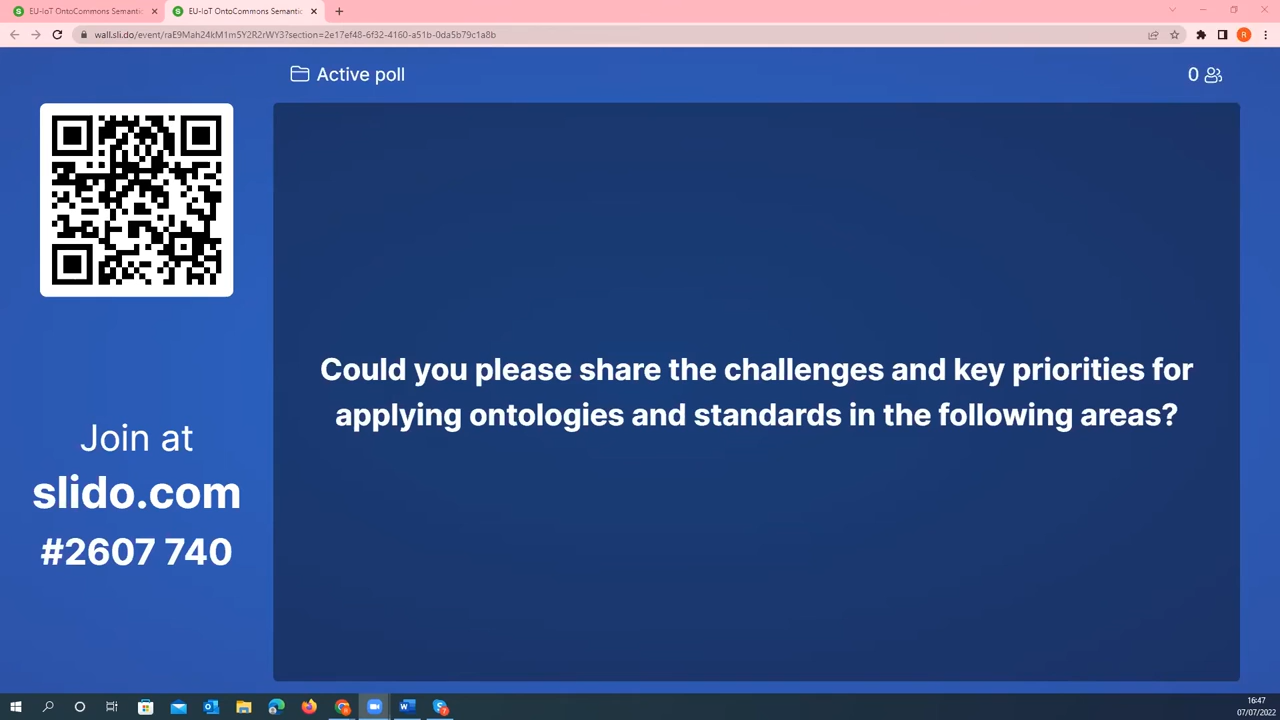 EU-IoT OntoCommons Semantic
EU-IoT OntoCommons Semantic
wall.sli.do/event/raE9Mah24kM1m5Y2R2rWY3?section=2e17ef48-6f32-4160-a51b-0da5b79c1a8b
Active poll
0
Join at
slido.com
#2607 740
Could you please share the challenges and key priorities for
applying ontologies and standards in the following areas?
16:47
07/07/2022